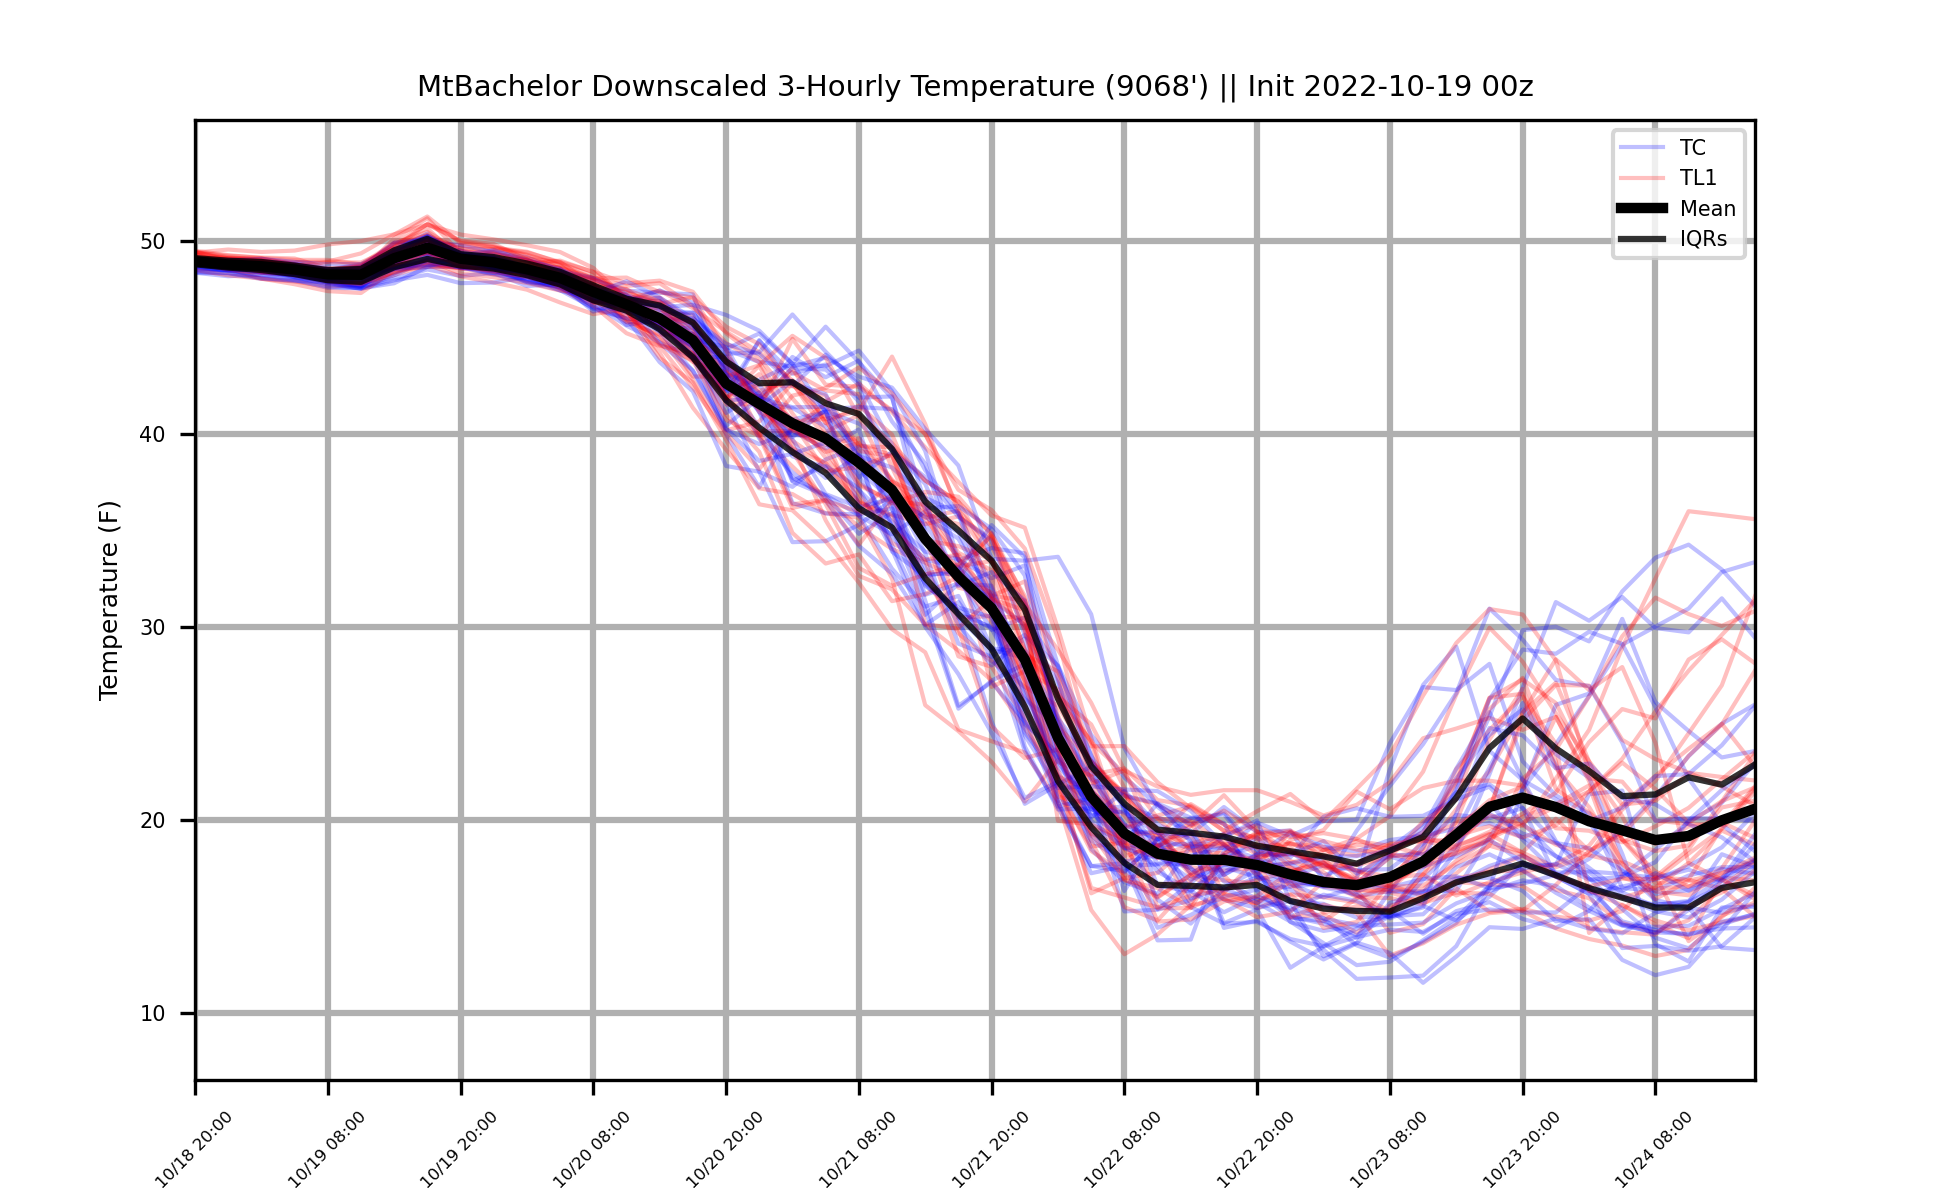 MtBachelor Downscaled 3-Hourly Temperature (9068') || Init 2022-10-19 00z
TC
TL1
Mean
IQRs
Temperature (F)
50
40
30
20
10
10/18 20:00
10/19 08:00
10/19 20:00
10/20 08:00
10/20 20:00
10/21 08:00
10/21 20:00
10/22 08:00
10/22 20:00
10/23 08:00
10/23 20:00
10/24 08:00